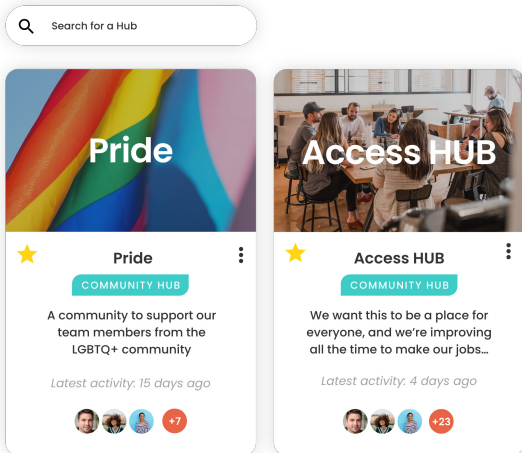 Search for a Hub
Pride
Pride
COMMUNITY HUB
A community to support our
team members from the
LGBTQ+ community
Latest activity: 15 days ago
+7
Access HUB
Access HUB
COMMUNITY HUB
We want this to be a place for
everyone, and we're improving
all the time to make our jobs...
Latest activity: 4 days ago
+23